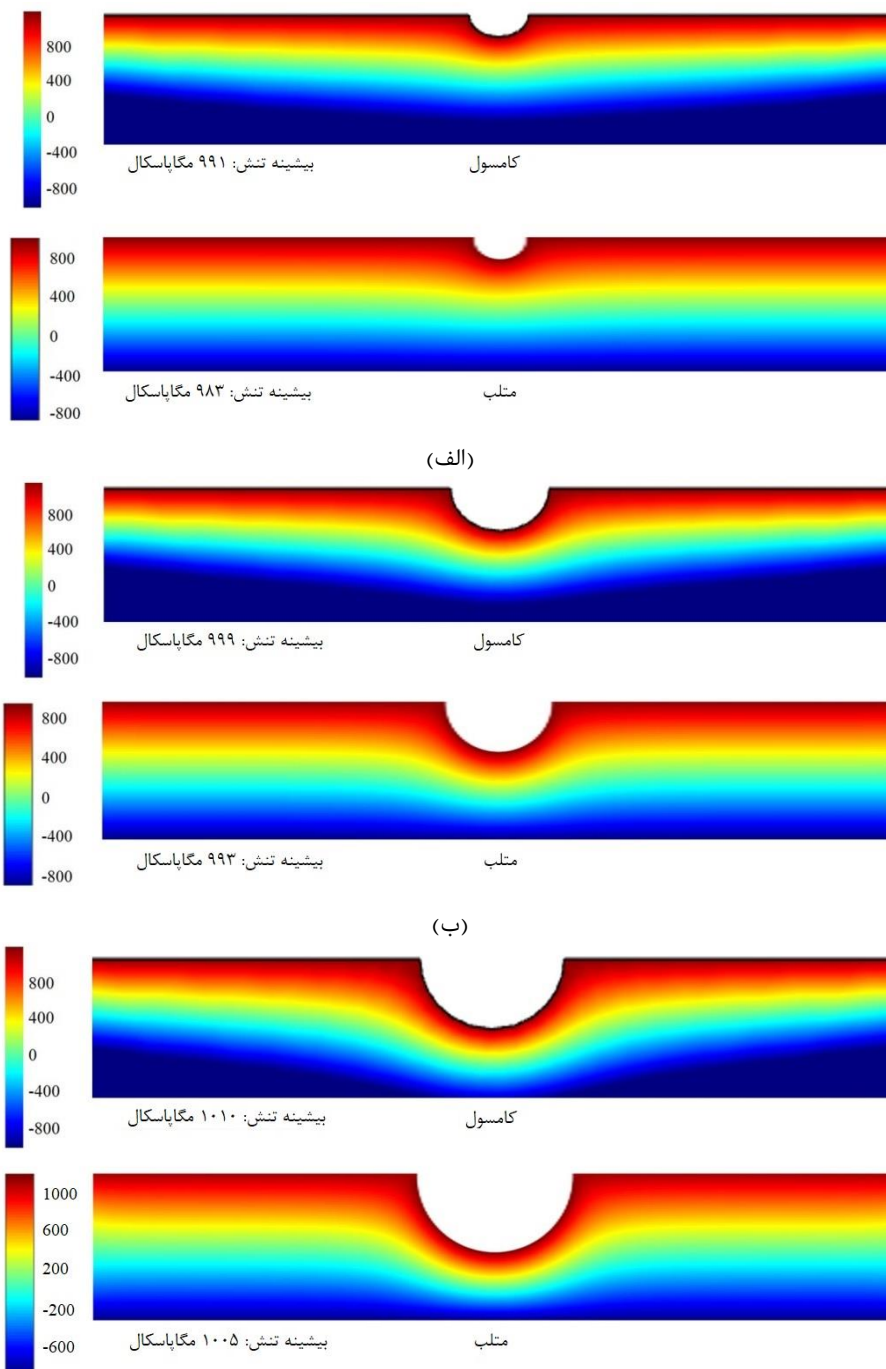 800
400
0
-400
-800
بیشینه تنش: ۹۹۱ مگاپاسکال
کامسول
800
400
0
-400
-800
بیشینه تنش: ۹۸۳ مگاپاسکال
متلب
(الف)
800
400
0
-400
-800
بیشینه تنش: ۹۹۹ مگاپاسکال
کامسول
800
400
0
-400
-800
بیشینه تنش: ۹۹۳ مگاپاسکال
متلب
(ب)
800
400
0
-400
-800
بیشینه تنش: ۱۰۱۰ مگاپاسکال
کامسول
1000
600
200
-200
-600
بیشینه تنش: ۱۰۰۵ مگاپاسکال
متلب